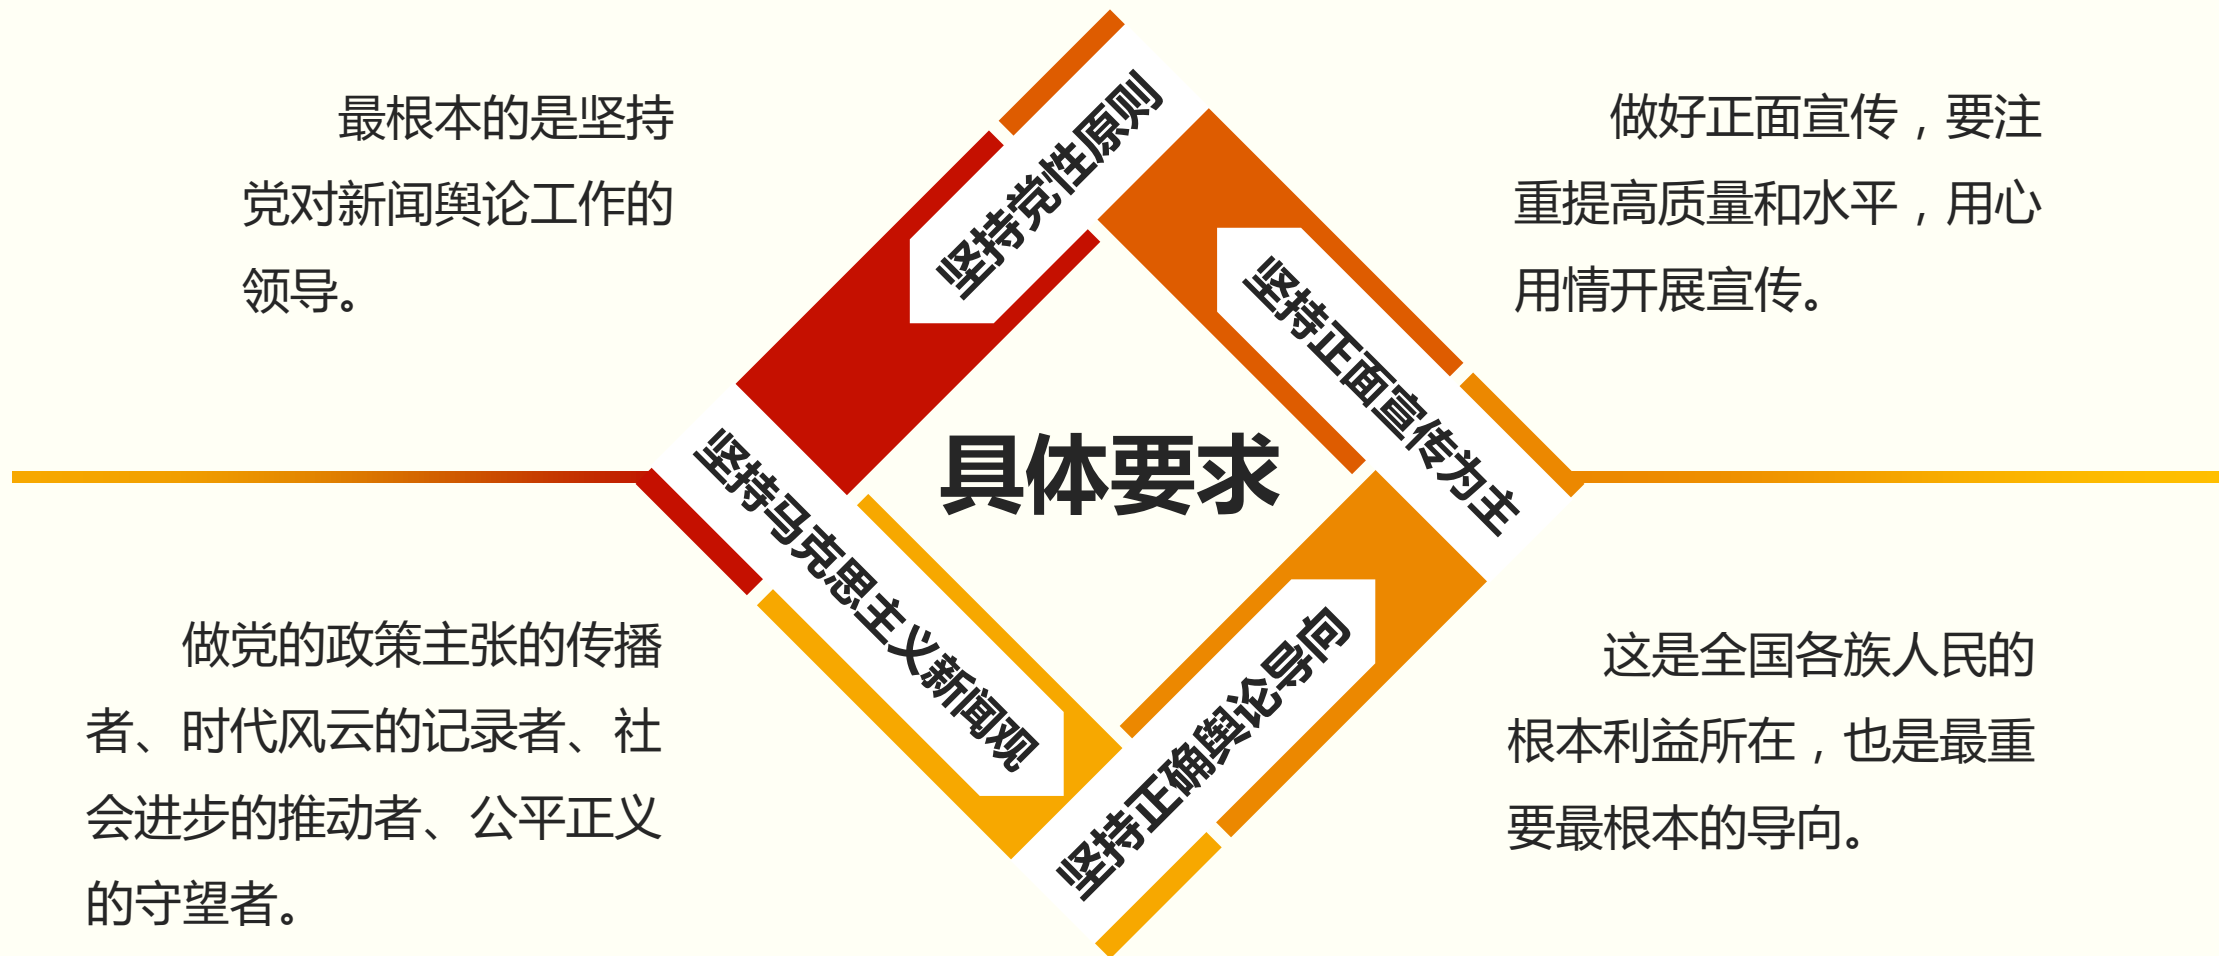 最根本的是坚持
党对新闻舆论工作的
领导。
坚持党性原则
做好正面宣传，要注
重提高质量和水平，用心
用情开展宣传。
坚持正面宣传为主
具体要求
坚持马克思主义新闻观
做党的政策主张的传播
者、时代风云的记录者、社
会进步的推动者、公平正义
的守望者。
坚持正确舆论导向
这是全国各族人民的
根本利益所在，也是最重
要最根本的导向。